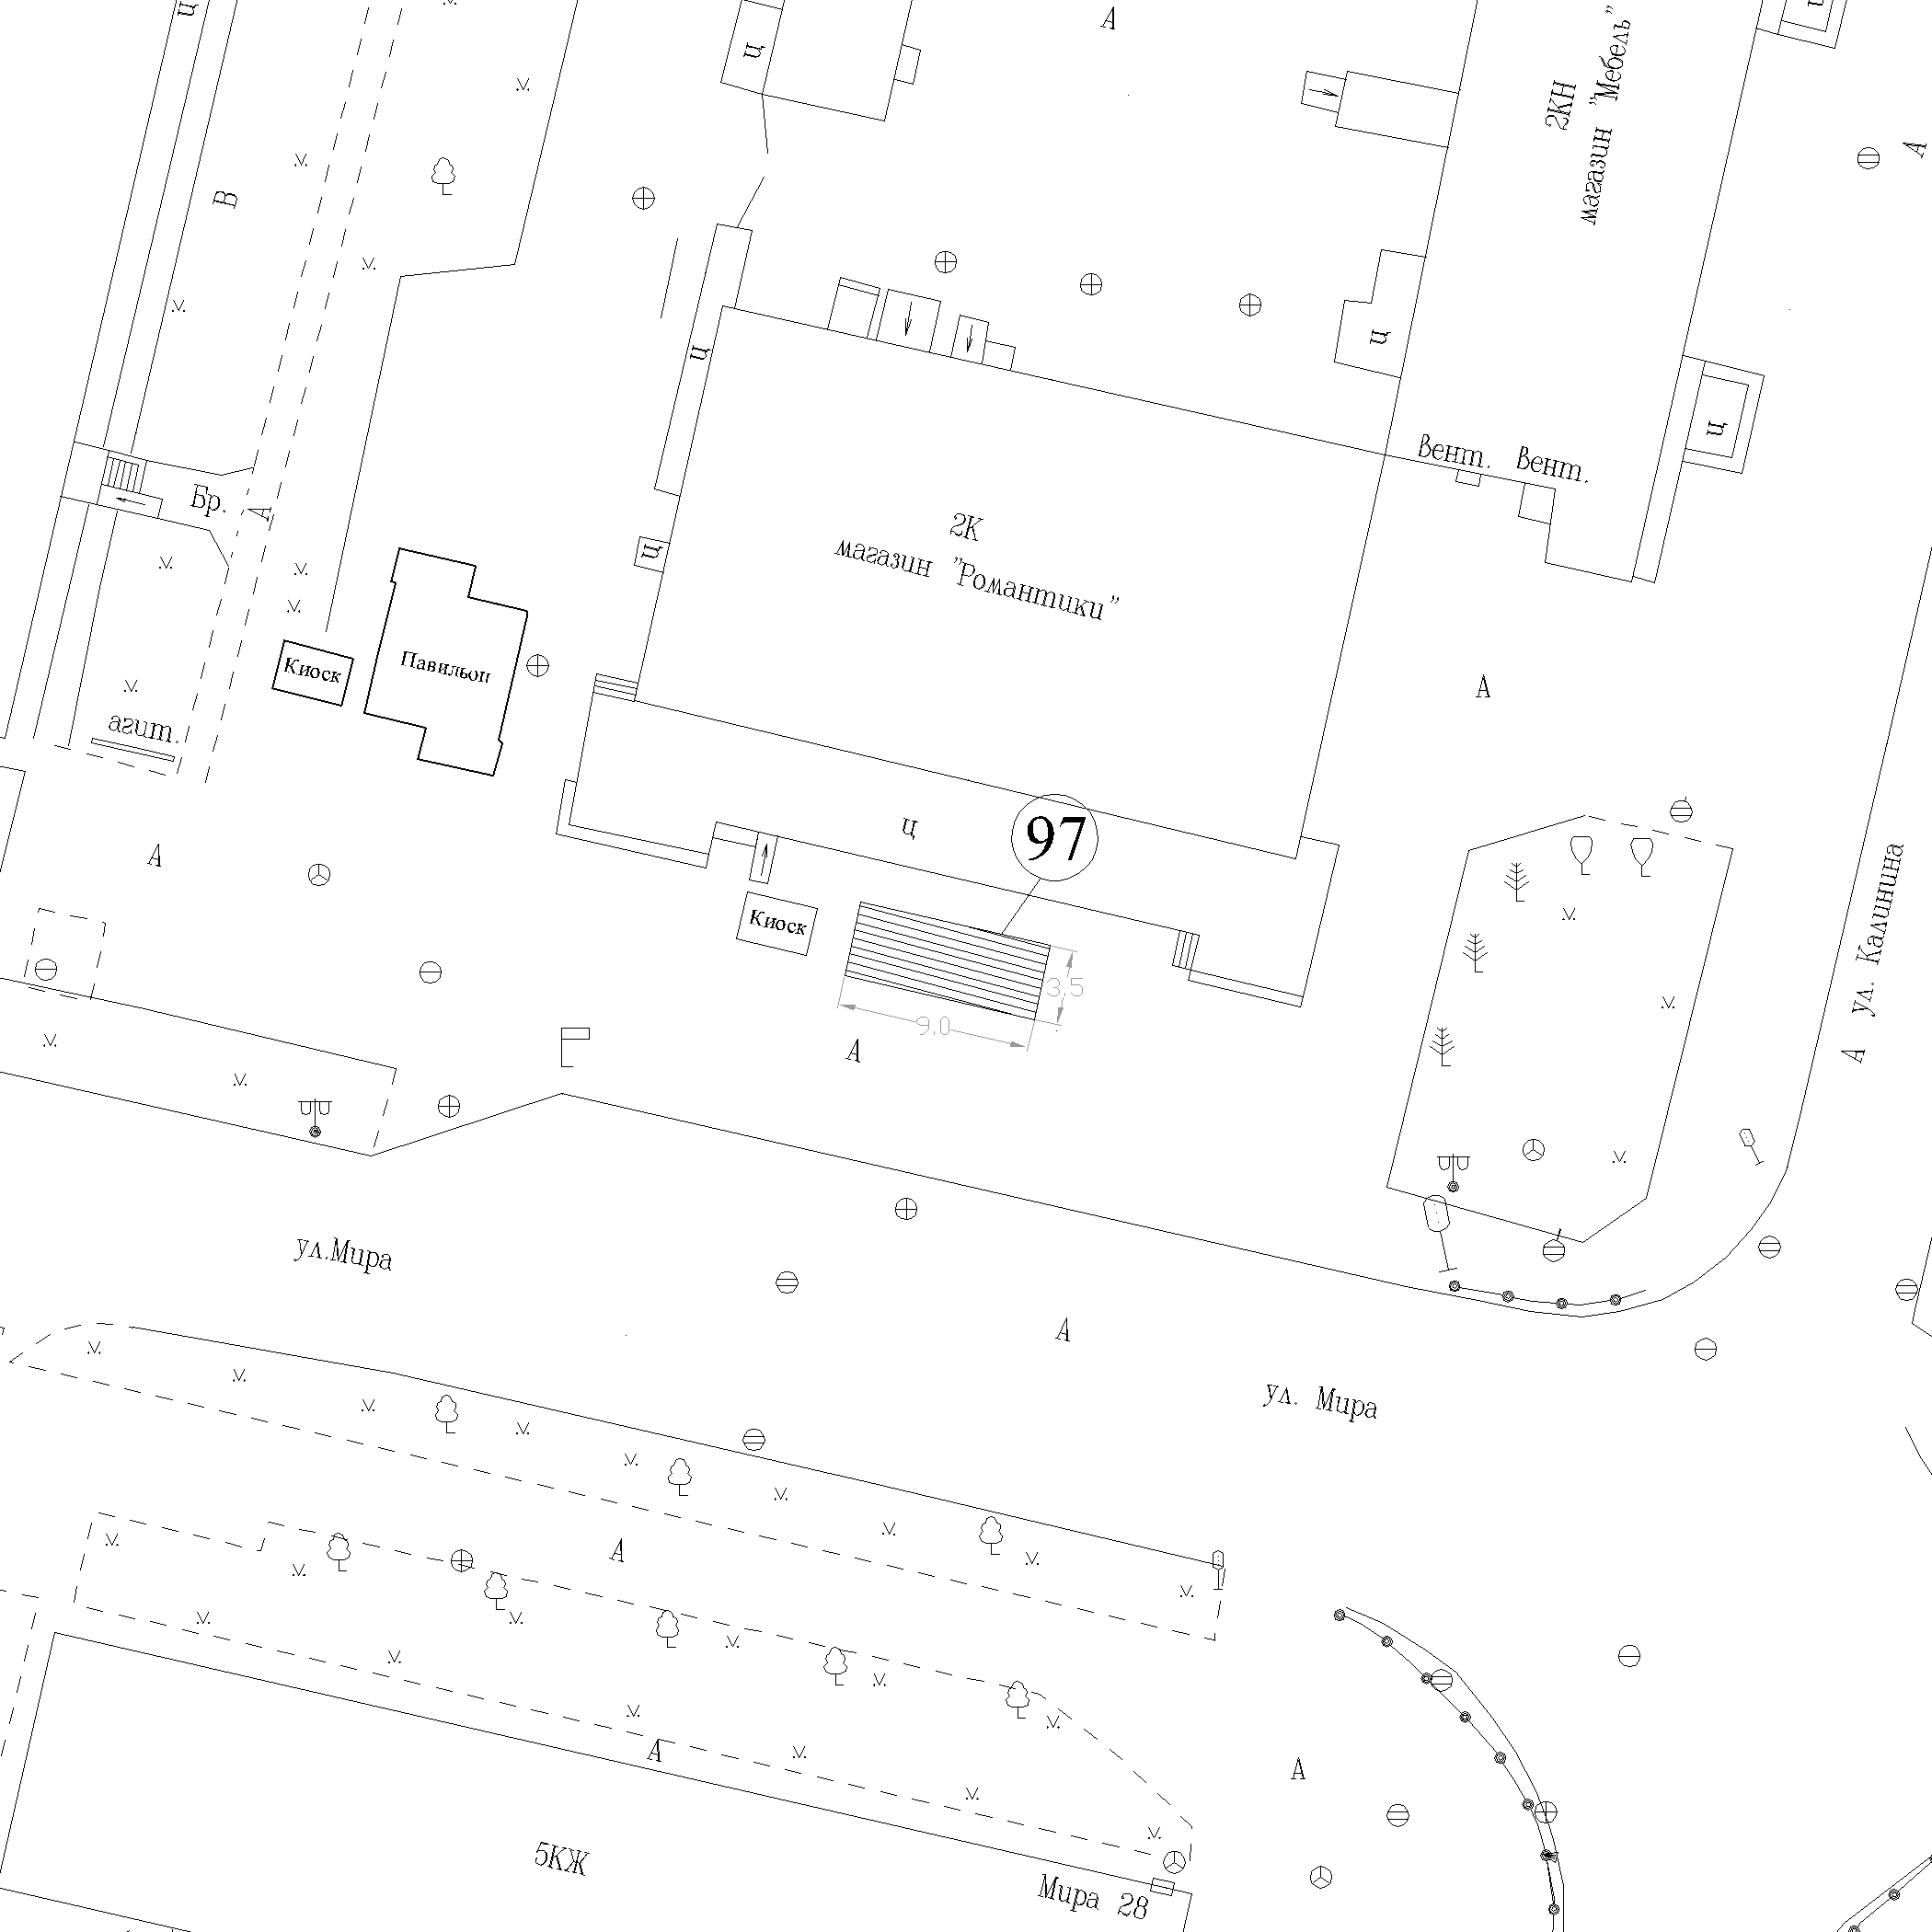 ц
ц
А
2КН
магазин "Мебель"
ц
А
В
ц
ц
ц
Вент. Вент.
Бр.
А
2К
магазин "Романтики"
ц
Киоск
Павильон
А
агит.
ц
97
А
Киоск
ул. Калина
3,5
9,0
А
А
ул.Мира
А
ул. Мира
А
А
А
5КЖ
Мира 28